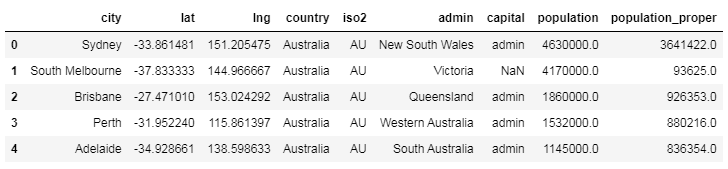 city lat lng country iso2 admin capital population population_proper
0 Sydney -33.861481 151.205475 Australia AU New South Wales admin 4630000.0 3641422.0
1 South Melbourne -37.833333 144.966667 Australia AU Victoria NaN 4170000.0 93625.0
2 Brisbane -27.471010 153.024292 Australia AU Queensland admin 1860000.0 926353.0
3 Perth -31.952240 115.861397 Australia AU Western Australia admin 1532000.0 880216.0
4 Adelaide -34.928661 138.598633 Australia AU South Australia admin 1145000.0 836354.0